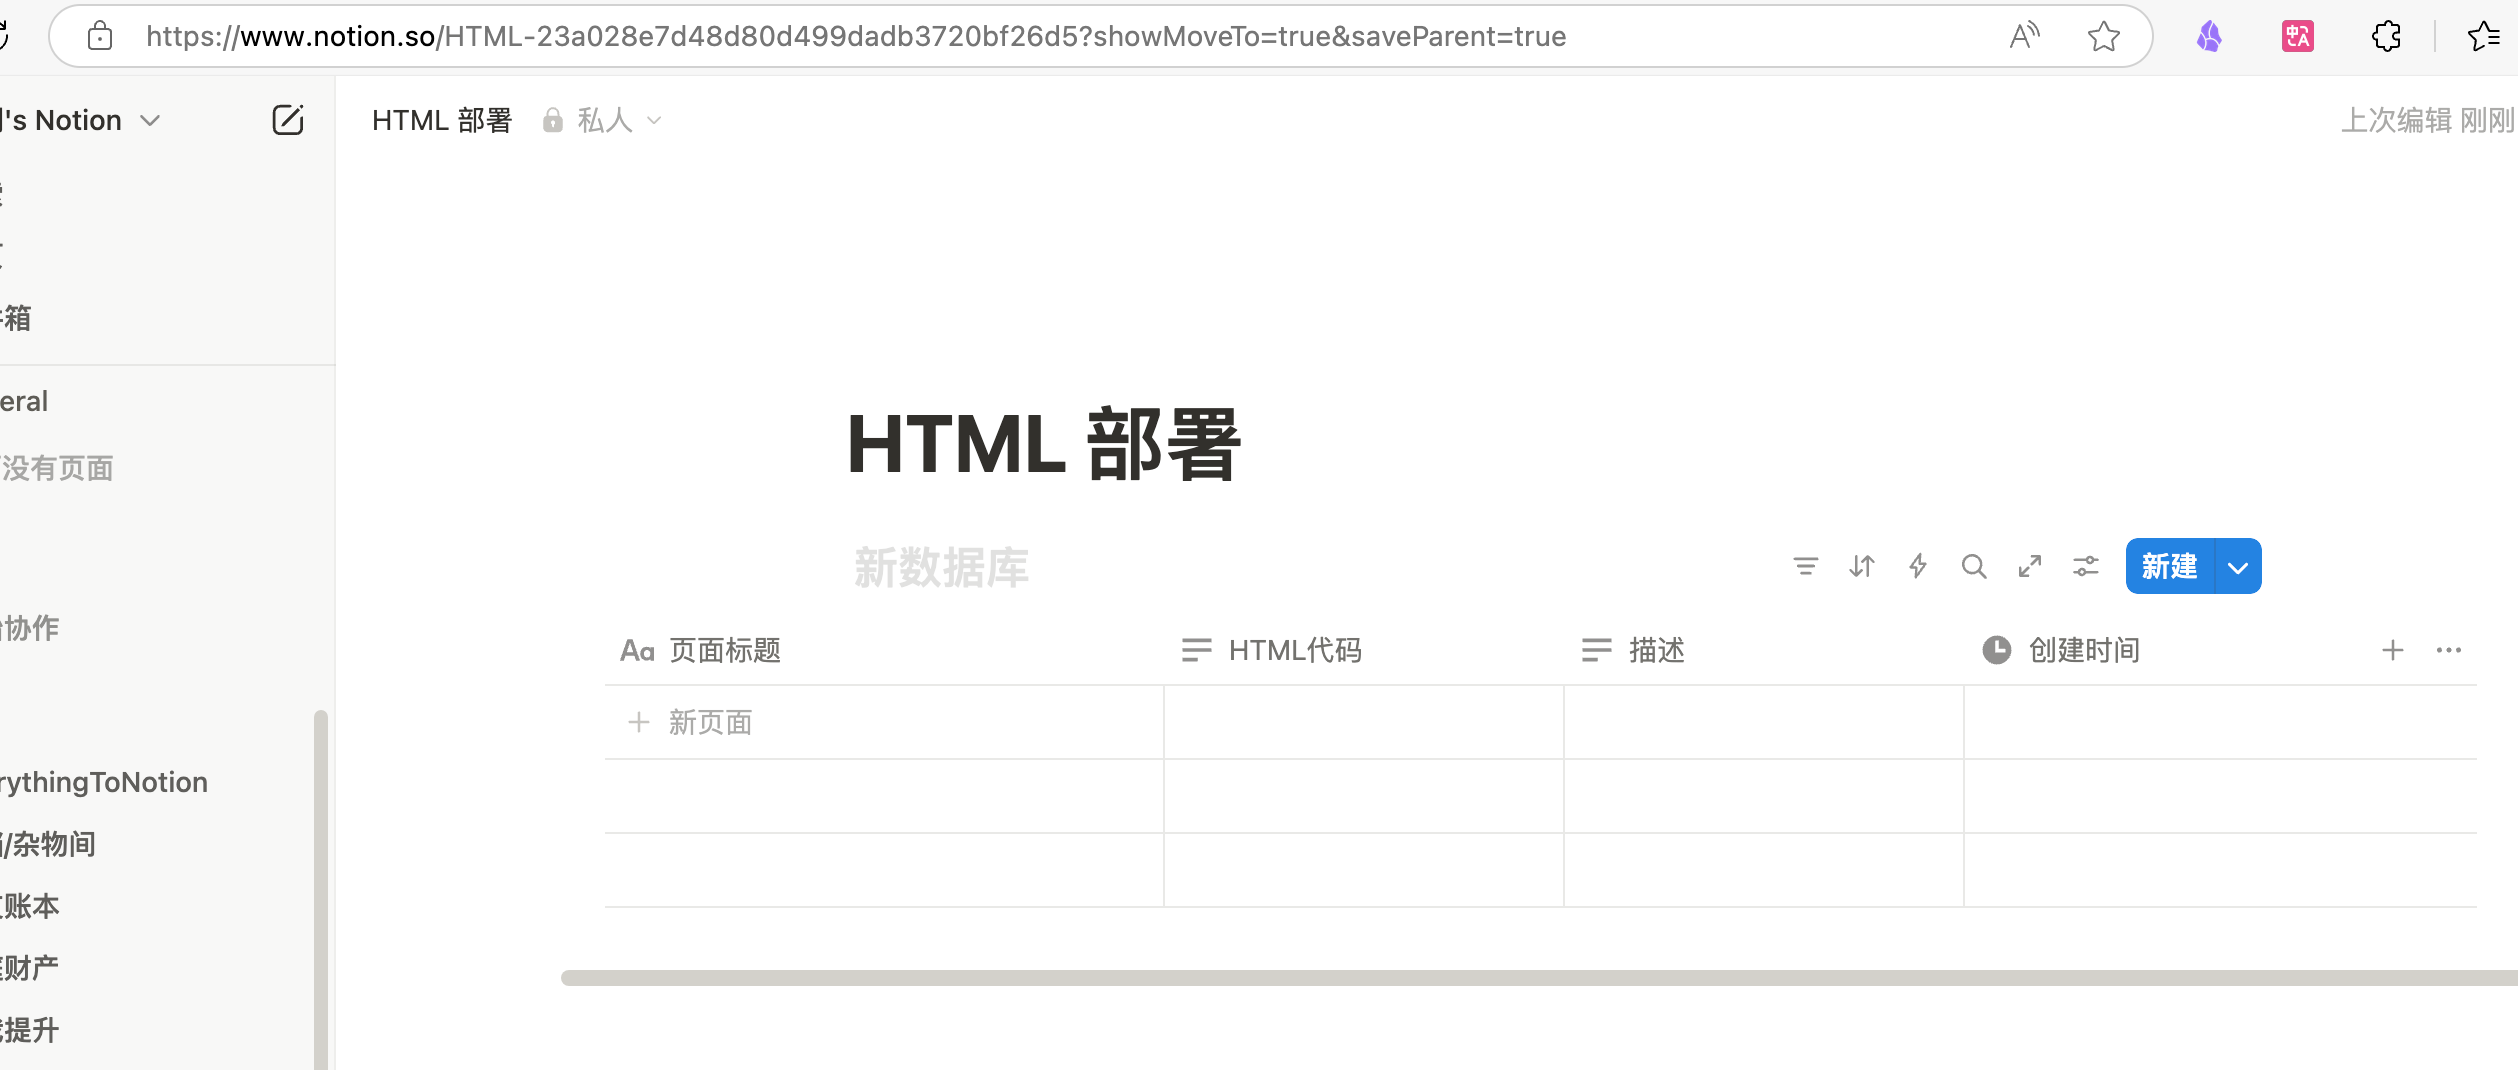 https://www.notion.so/HTML-23a028e7d48d80d499dadb3720bf26d5?showMoveTo=true&saveParent=true
's Notion
HTML 部署 私人
上次编辑 刚刚
箱
eral
没有页面
协作
rythingToNotion
/杂物间
账本
财产
提升
HTML 部署
新数据库
新建
Aa 页面标题 HTML代码 描述 创建时间
新页面